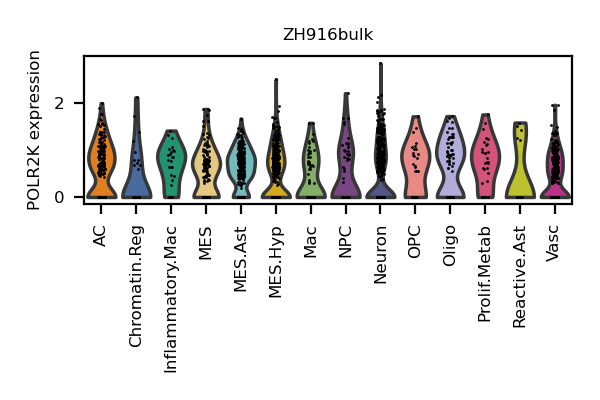 ZH916bulk
POLR2K expression
2
0
AC
Chromatin.Reg
Inflammatory.Mac
MES
MES.Ast
MES.Hyp
Mac
NPC
Neuron
OPC
Oligo
Prolif.Metab
Reactive.Ast
Vasc